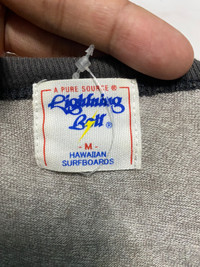 A PURE SOURCE ®
Lightning
Bolt
- M -
HAWAIIAN
SURFBOARDS